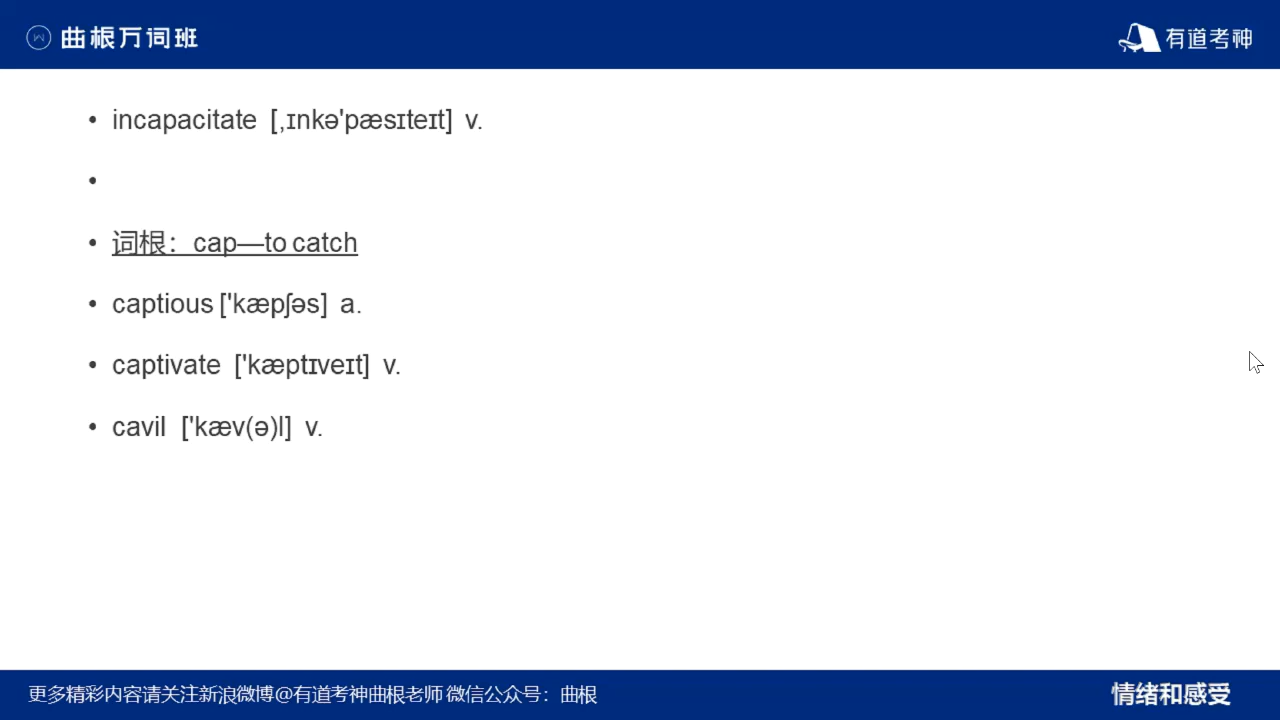 曲根万词班
有道考神
• incapacitate [,ɪnkə'pæsɪteɪt] v.
•
• 词根：cap—to catch
• captious ['kæpʃəs] a.
• captivate ['kæptɪveɪt] v.
• cavil ['kæv(ə)l] v.
更多精彩内容请关注新浪微博@有道考神曲根老师 微信公众号：曲根
情绪和感受